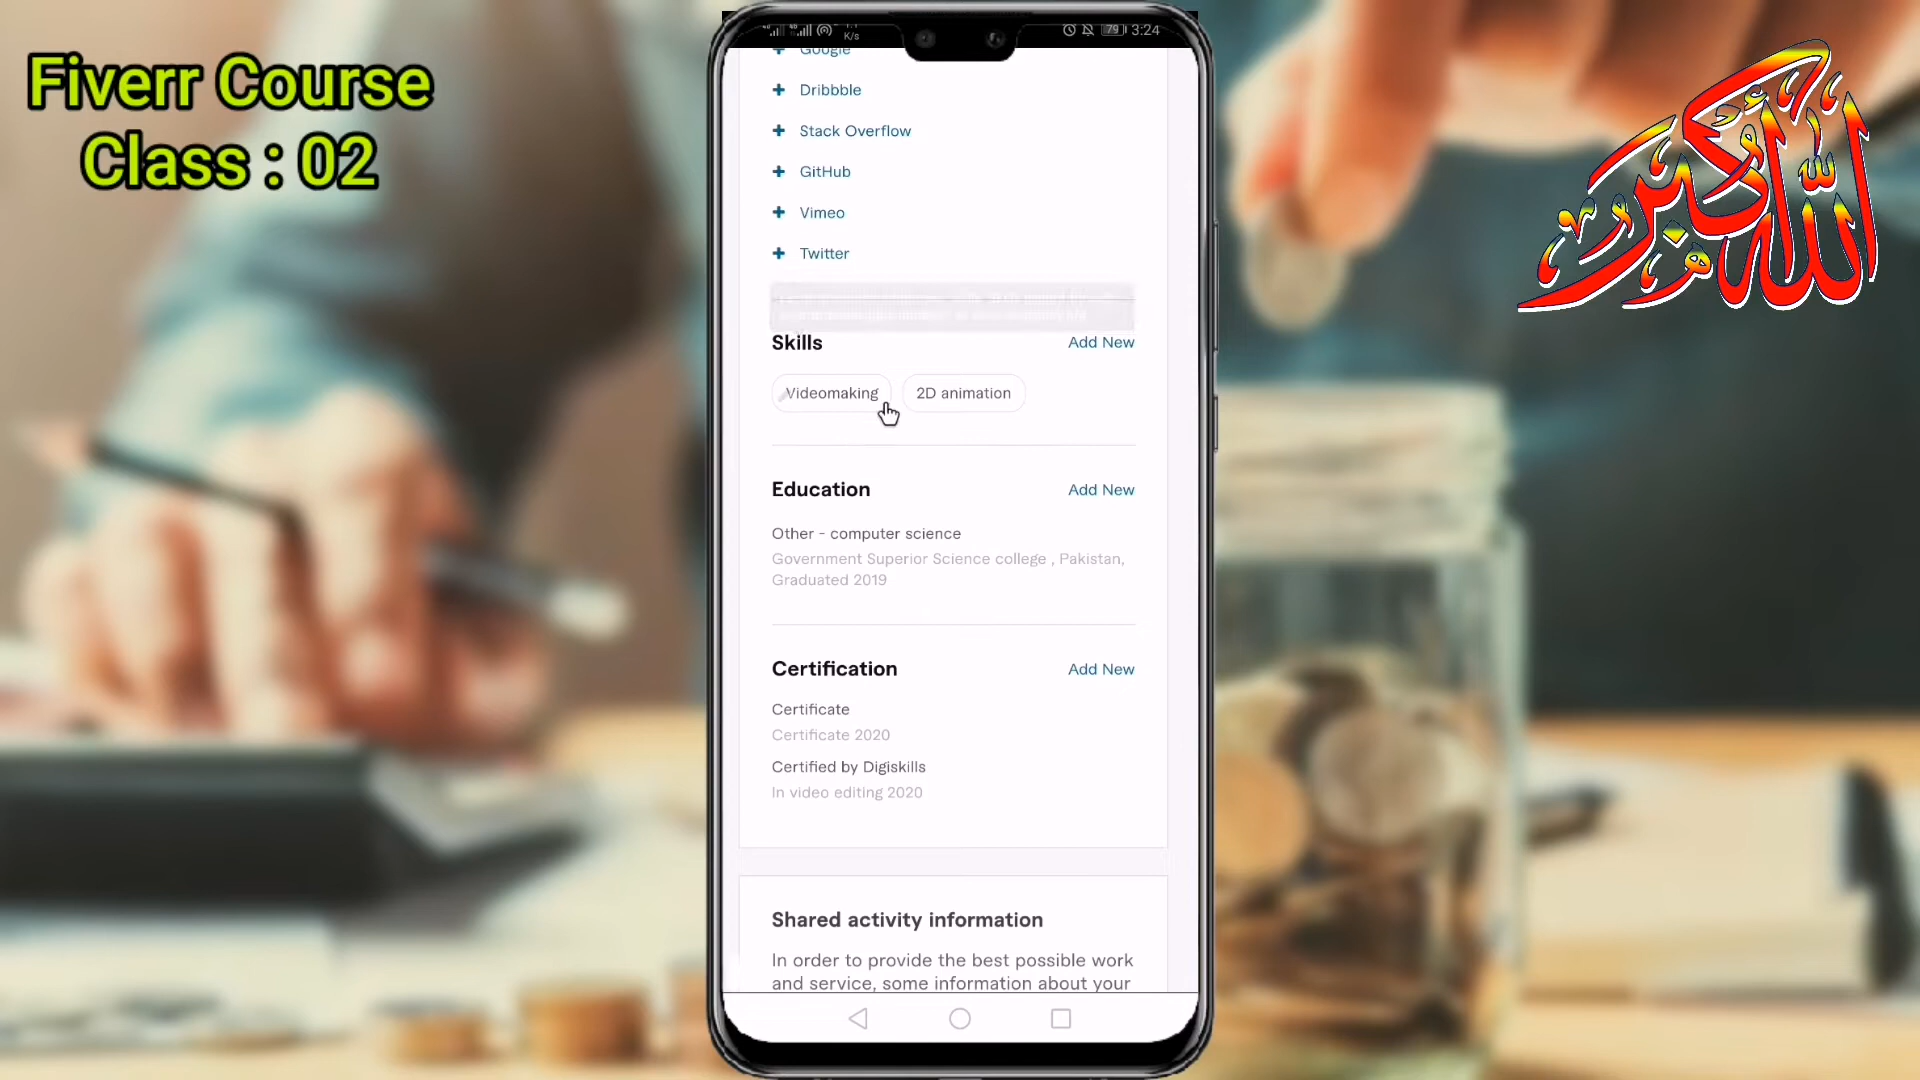 Fiverr Course
Class : 02
الله أكبر
K/s
79
3:24
Google
Dribbble
Stack Overflow
GitHub
Vimeo
Twitter
Skills
Add New
Videomaking
2D animation
Education
Add New
Other - computer science
Government Superior Science college , Pakistan,
Graduated 2019
Certification
Add New
Certificate
Certificate 2020
Certified by Digiskills
In video editing 2020
Shared activity information
In order to provide the best possible work
and service, some information about your